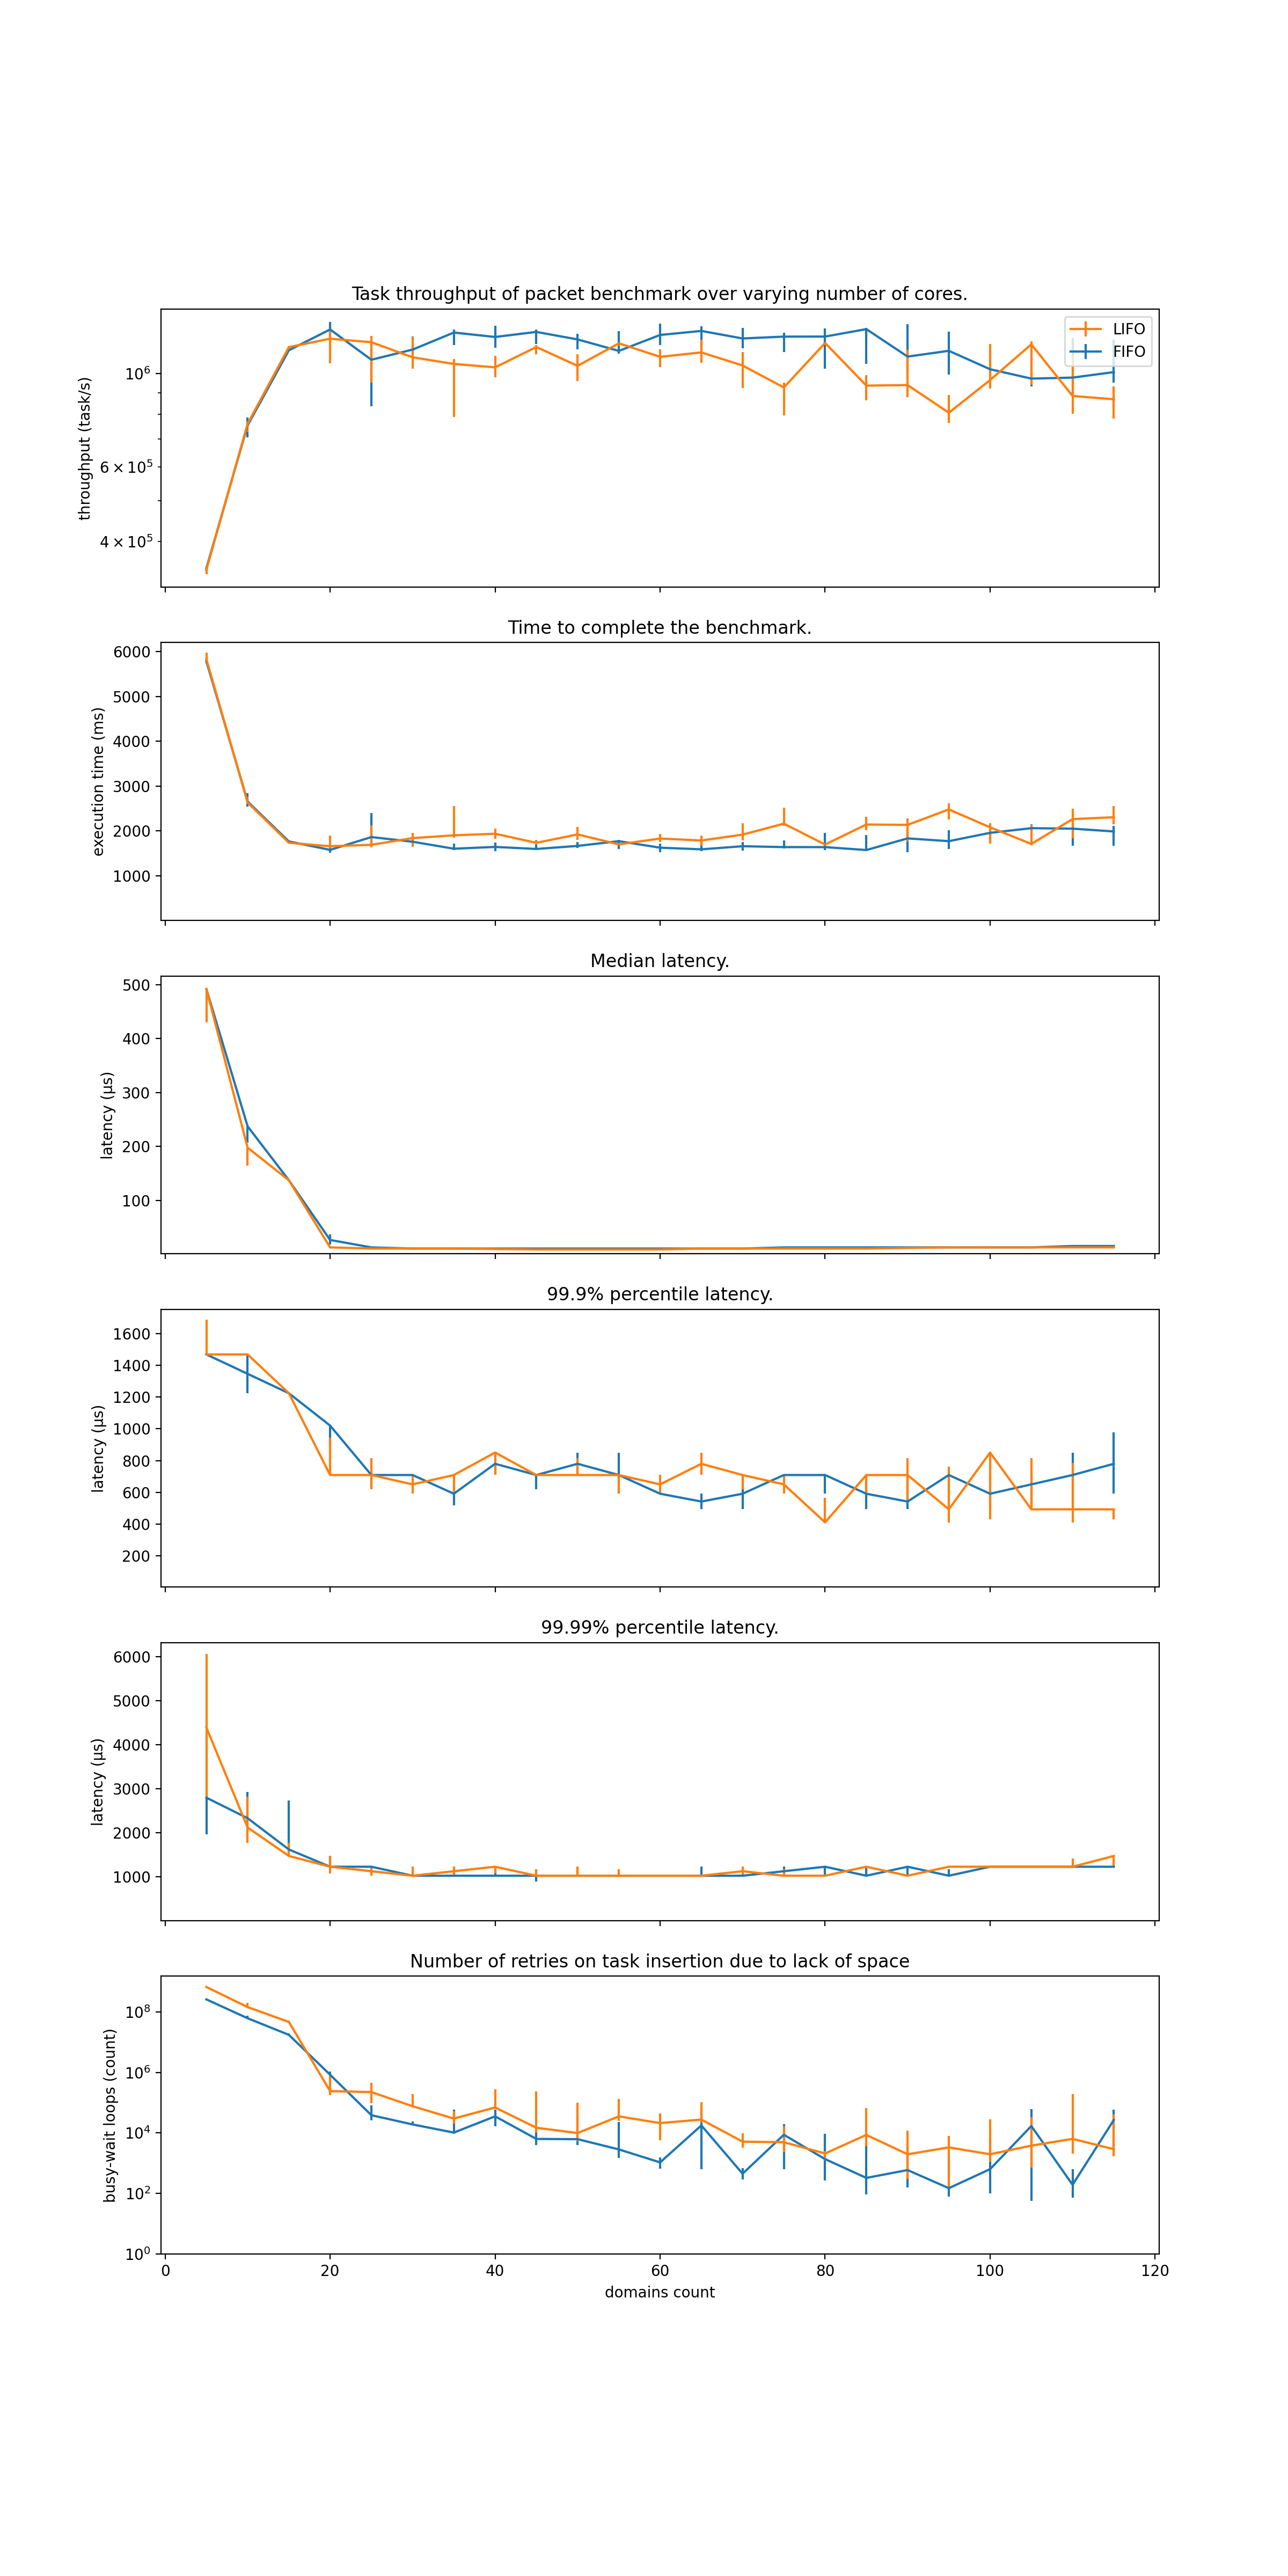 Task throughput of packet benchmark over varying number of cores.
LIFO
FIFO
10⁶
6 × 10⁵
4 × 10⁵
throughput (task/s)
Time to complete the benchmark.
6000
5000
4000
3000
2000
1000
execution time (ms)
Median latency.
500
400
300
200
100
latency (µs)
99.9% percentile latency.
1600
1400
1200
1000
800
600
400
200
latency (µs)
99.99% percentile latency.
6000
5000
4000
3000
2000
1000
latency (µs)
Number of retries on task insertion due to lack of space
10⁸
10⁶
10⁴
10²
10⁰
busy-wait loops (count)
0 20 40 60 80 100 120
domains count